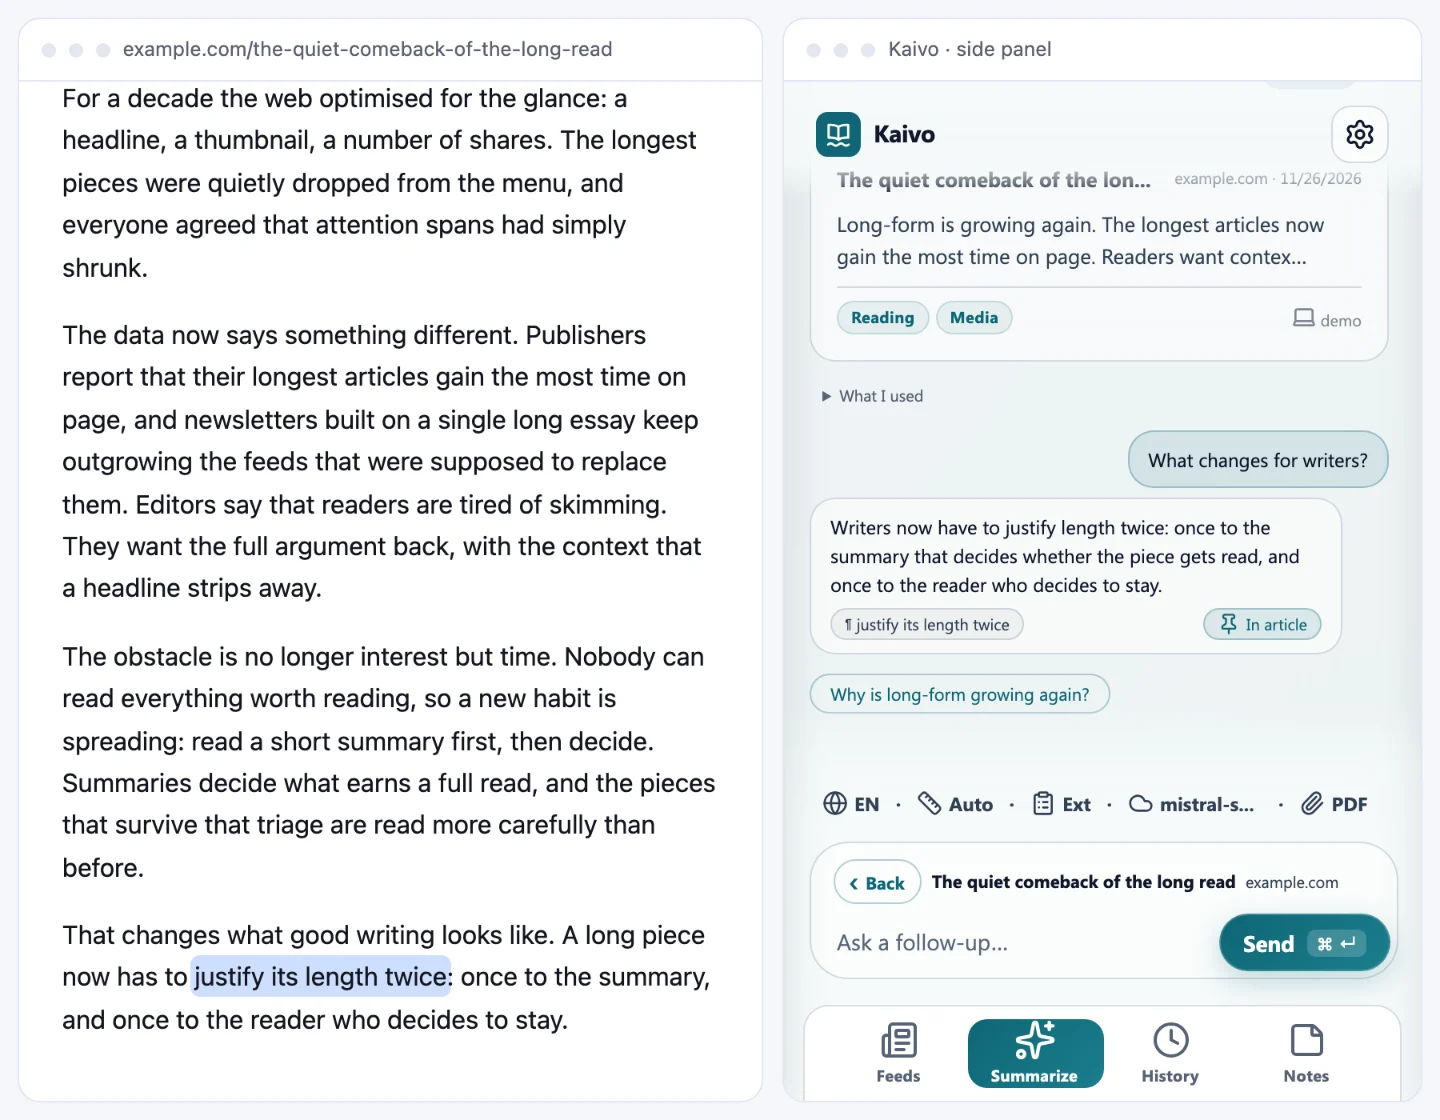 example.com/the-quiet-comeback-of-the-long-read
For a decade the web optimised for the glance: a
headline, a thumbnail, a number of shares. The longest
pieces were quietly dropped from the menu, and
everyone agreed that attention spans had simply
shrunk.
The data now says something different. Publishers
report that their longest articles gain the most time on
page, and newsletters built on a single long essay keep
outgrowing the feeds that were supposed to replace
them. Editors say that readers are tired of skimming.
They want the full argument back, with the context that
a headline strips away.
The obstacle is no longer interest but time. Nobody can
read everything worth reading, so a new habit is
spreading: read a short summary first, then decide.
Summaries decide what earns a full read, and the pieces
that survive that triage are read more carefully than
before.
That changes what good writing looks like. A long piece
now has to justify its length twice: once to the summary,
and once to the reader who decides to stay.
Kaivo · side panel
Kaivo
The quiet comeback of the lon... example.com · 11/26/2026
Long-form is growing again. The longest articles now
gain the most time on page. Readers want contex...
Reading Media demo
▶ What I used
What changes for writers?
Writers now have to justify length twice: once to the
summary that decides whether the piece gets read, and
once to the reader who decides to stay.
¶ justify its length twice In article
Why is long-form growing again?
EN · Auto · Ext · mistral-s... · PDF
‹ Back The quiet comeback of the long read example.com
Ask a follow-up... Send ⌘ ↵
Feeds Summarize History Notes